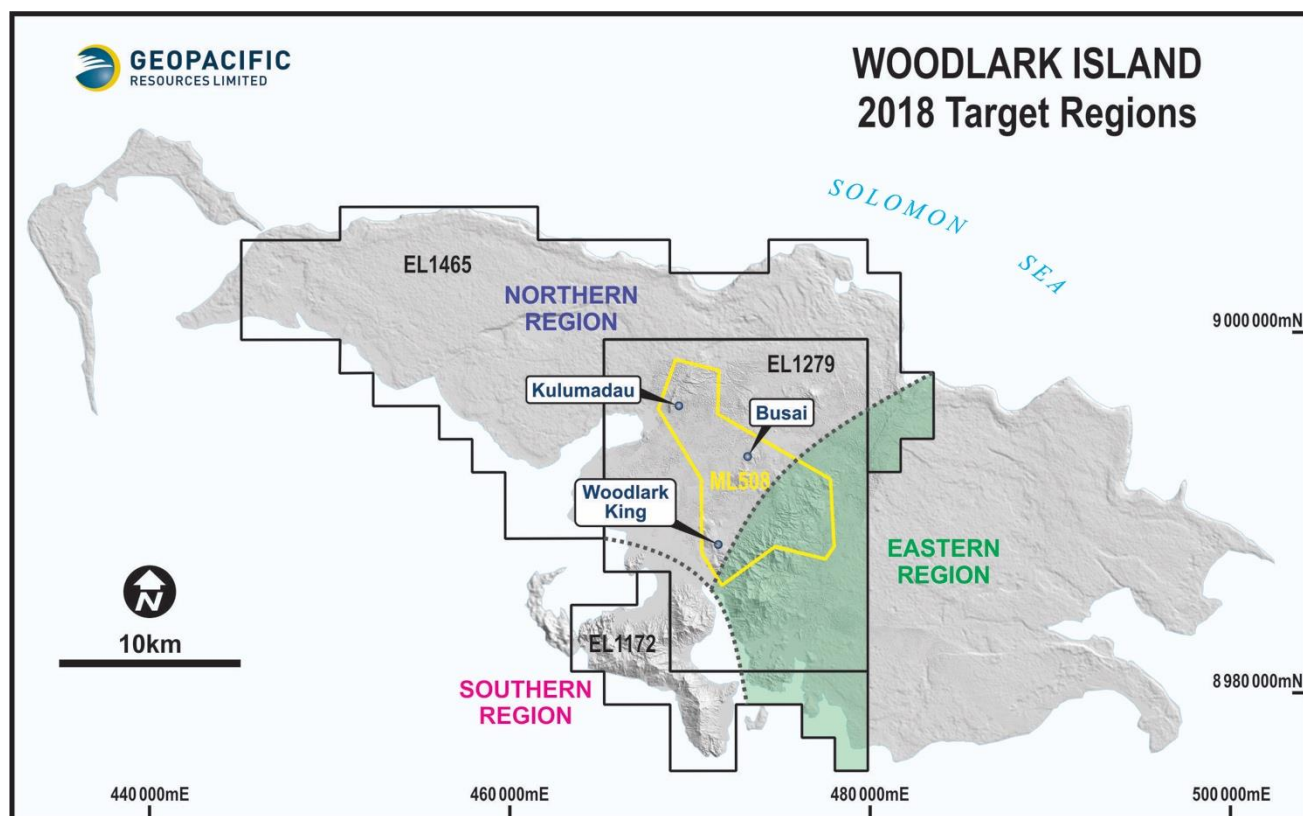 GEOPACIFIC
RESOURCES LIMITED
WOODLARK ISLAND
2018 Target Regions
SOLOMON
SEA
EL1465
NORTHERN
REGION
9 000 000mN
EL1279
Kulumadau
Busai
ML508
Woodlark
King
EASTERN
REGION
N
10km
EL1172
SOUTHERN
REGION
8 980 000mN
440 000mE
460 000mE
480 000mE
500 000mE